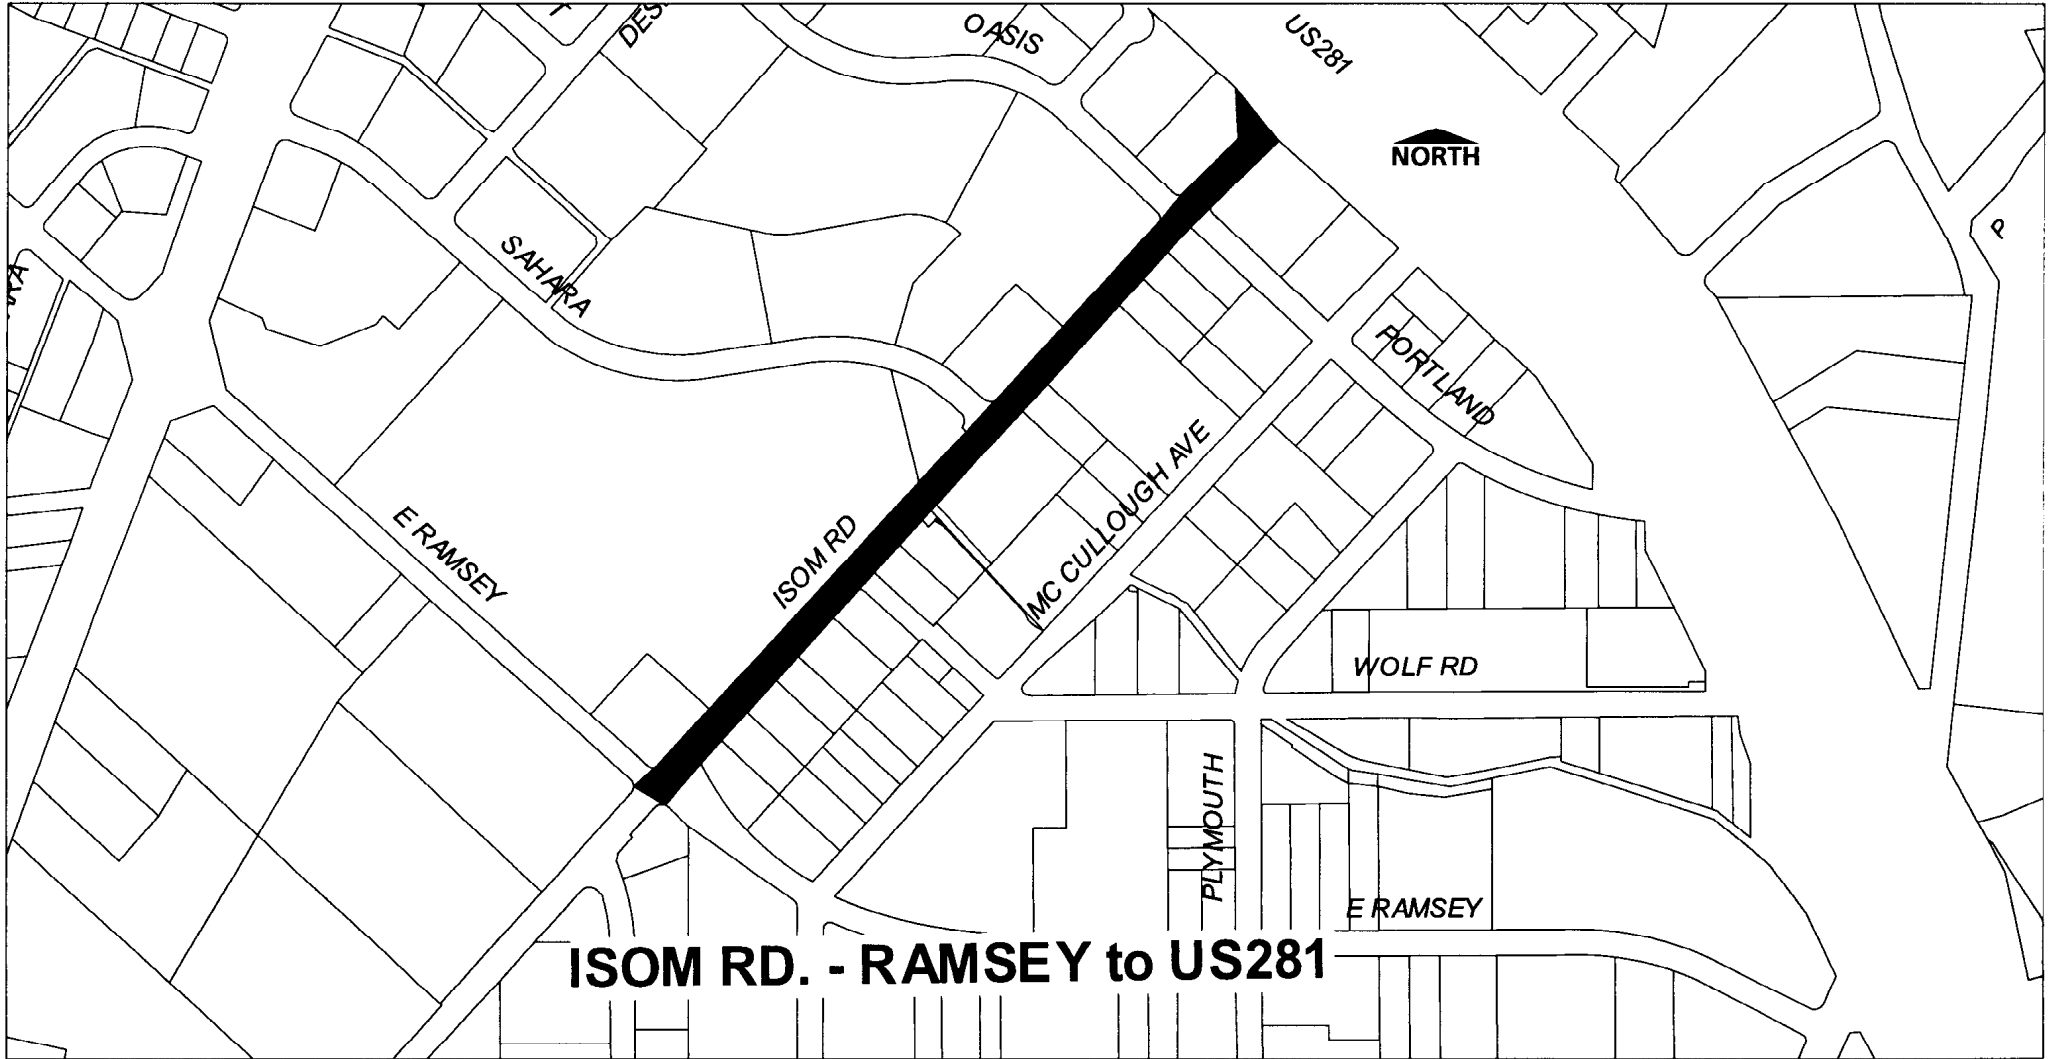 DES
OASIS
US281
NORTH
SAHARA
P
PORTLAND
MC CULLOUGH AVE
E RAMSEY
ISOM RD
WOLF RD
PLYMOUTH
E RAMSEY
ISOM RD. - RAMSEY to US281